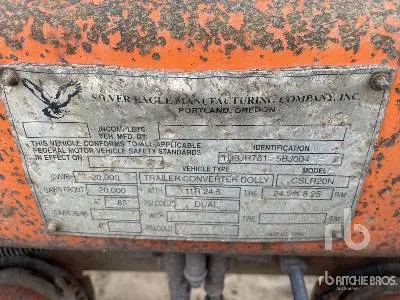 SILVER EAGLE MANUFACTURING COMPANY, INC.
PORTLAND, OREGON
INCOMPLETE
VEH. MFD. BY
THIS VEHICLE CONFORMS TO ALL APPLICABLE
FEDERAL MOTOR VEHICLE SAFETY STANDARDS
IN EFFECT ON
IDENTIFICATION
VEHICLE TYPE MODEL
GVWR 20,000 TRAILER CONVERTER DOLLY CSLR20N
GAWR FRONT 20,000 WITH 11R 24.5 TIRE 24.5 X 8.25 RIM
AT 85 PSI COLD DUAL
GAWR REAR WITH TIRE RIM
AT PSI COLD
rb
RITCHIE BROS.